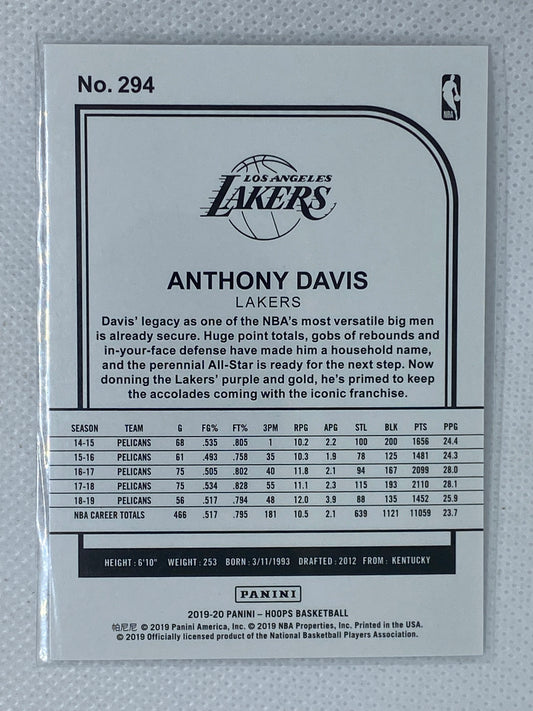 No. 294
NBA
LOS ANGELES
LAKERS
ANTHONY DAVIS
LAKERS
Davis' legacy as one of the NBA's most versatile big men
is already secure. Huge point totals, gobs of rebounds and
in-your-face defense have made him a household name,
and the perennial All-Star is ready for the next step. Now
donning the Lakers' purple and gold, he's primed to keep
the accolades coming with the iconic franchise.
SEASON TEAM G FG% FT% 3PM RPG APG STL BLK PTS PPG
14-15 PELICANS 68 .535 .805 1 10.2 2.2 100 200 1656 24.4
15-16 PELICANS 61 .493 .758 35 10.3 1.9 78 125 1481 24.3
16-17 PELICANS 75 .505 .802 40 11.8 2.1 94 167 2099 28.0
17-18 PELICANS 75 .534 .828 55 11.1 2.3 115 193 2110 28.1
18-19 PELICANS 56 .517 .794 48 12.0 3.9 88 135 1452 25.9
NBA CAREER TOTALS 466 .517 .795 181 10.5 2.1 639 1121 11059 23.7
HEIGHT: 6'10" WEIGHT: 253 BORN: 3/11/1993 DRAFTED: 2012 FROM: KENTUCKY
PANINI
2019-20 PANINI – HOOPS BASKETBALL
帕尼尼 © 2019 Panini America, Inc. © 2019 NBA Properties, Inc. Printed in the USA.
© 2019 Officially licensed product of the National Basketball Players Association.